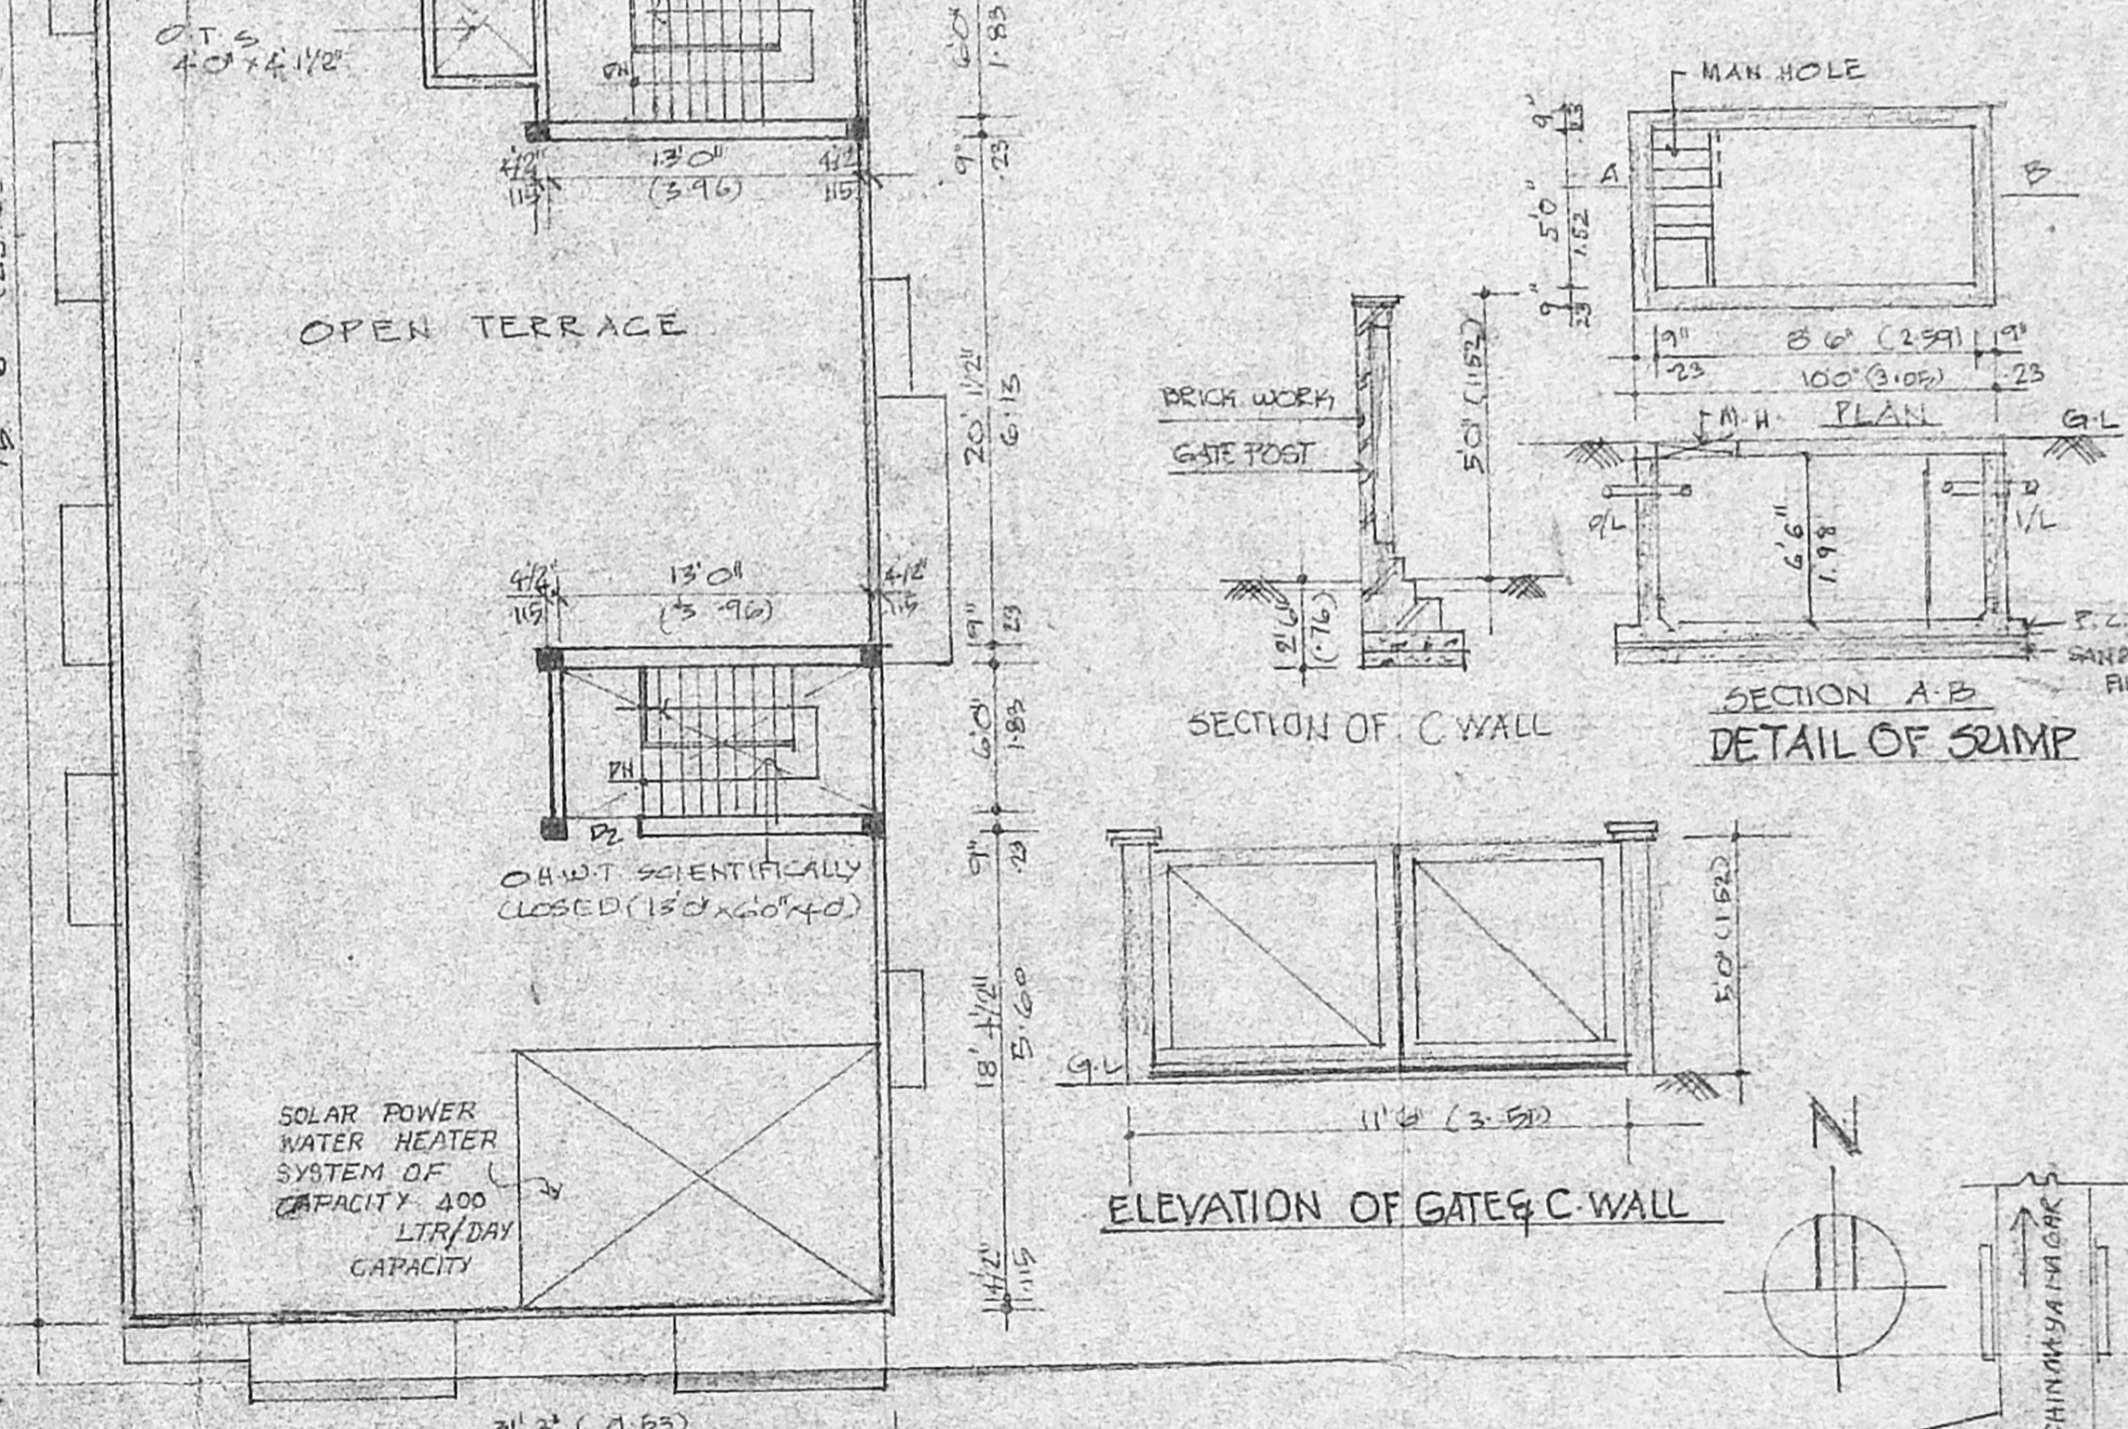 O.T.S
4'0" x 4'1/2"
DN
4 1/2"
.115
13'0"
(3.96)
4 1/2
.115
6'0"
1.83
9"
.23
OPEN TERRACE
20' 1/2"
6.13
4 1/2"
.115
13'0"
(3.96)
4 1/2"
.115
9"
.23
6'0"
1.83
DN
D2
O.H.W.T SCIENTIFICALLY
CLOSED (13'0"x6'0"x4'0)
9"
.23
18' 4 1/2"
5.60
SOLAR POWER
WATER HEATER
SYSTEM OF
CAPACITY 400
LTR/DAY
CAPACITY
4 1/2"
.115
BRICK WORK
GATE POST
5'0" (1.52)
2'6"
(.76)
SECTION OF C WALL
MAN HOLE
A
B
9"
.23
5'0"
1.52
9"
.23
9"
.23
8'6" (2.59)
9"
.23
10'0" (3.05)
PLAN
M.H.
G.L
O/L
I/L
6'6"
1.98
SAND
SECTION A-B
DETAIL OF SUMP
5'0" (1.52)
G.L
11'6" (3.51)
ELEVATION OF GATE & C.WALL
N
CHINMAYANAGAR